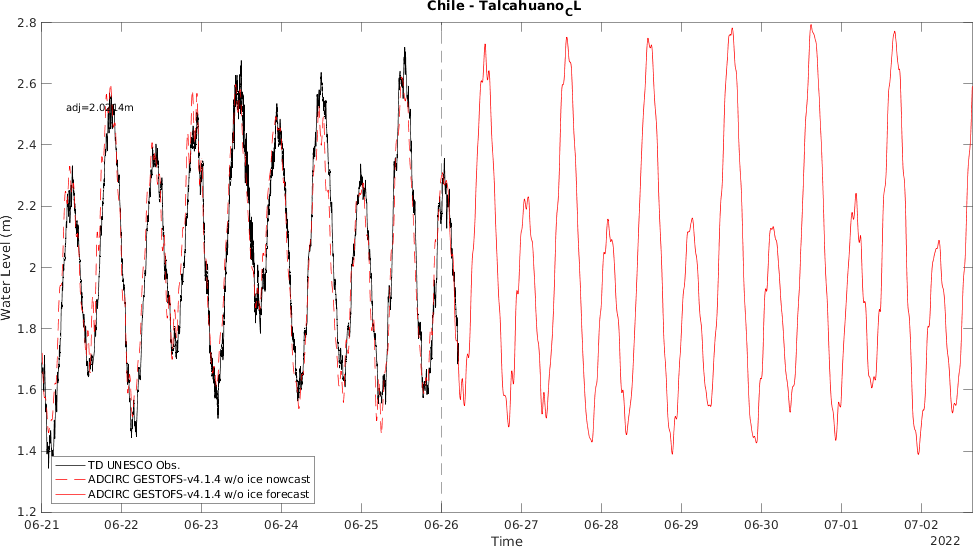 Chile - Talcahuano_CL
2.8
2.6
2.4
2.2
2
1.8
1.6
1.4
1.2
Water Level (m)
adj=2.0214m
TD UNESCO Obs.
ADCIRC GESTOFS-v4.1.4 w/o ice nowcast
ADCIRC GESTOFS-v4.1.4 w/o ice forecast
06-21 06-22 06-23 06-24 06-25 06-26 06-27 06-28 06-29 06-30 07-01 07-02
Time
2022